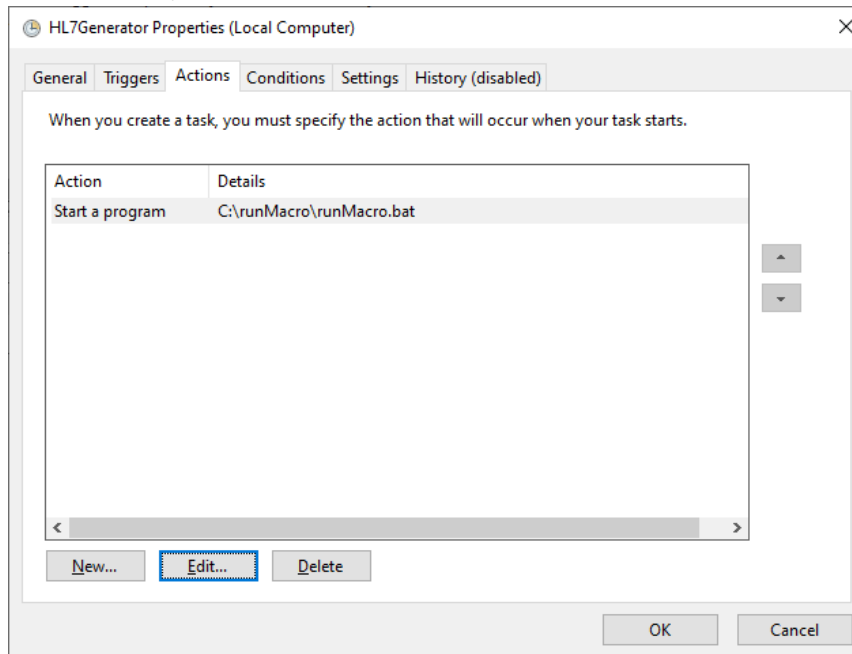 HL7Generator Properties (Local Computer)
General Triggers Actions Conditions Settings History (disabled)
When you create a task, you must specify the action that will occur when your task starts.
Action Details
Start a program C:\runMacro\runMacro.bat
New... Edit... Delete
OK Cancel